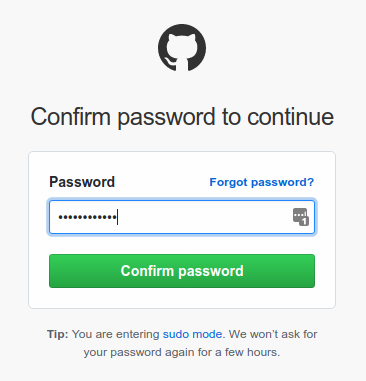 Confirm password to continue
Password Forgot password?
••••••••••••
Confirm password
Tip: You are entering sudo mode. We won’t ask for
your password again for a few hours.